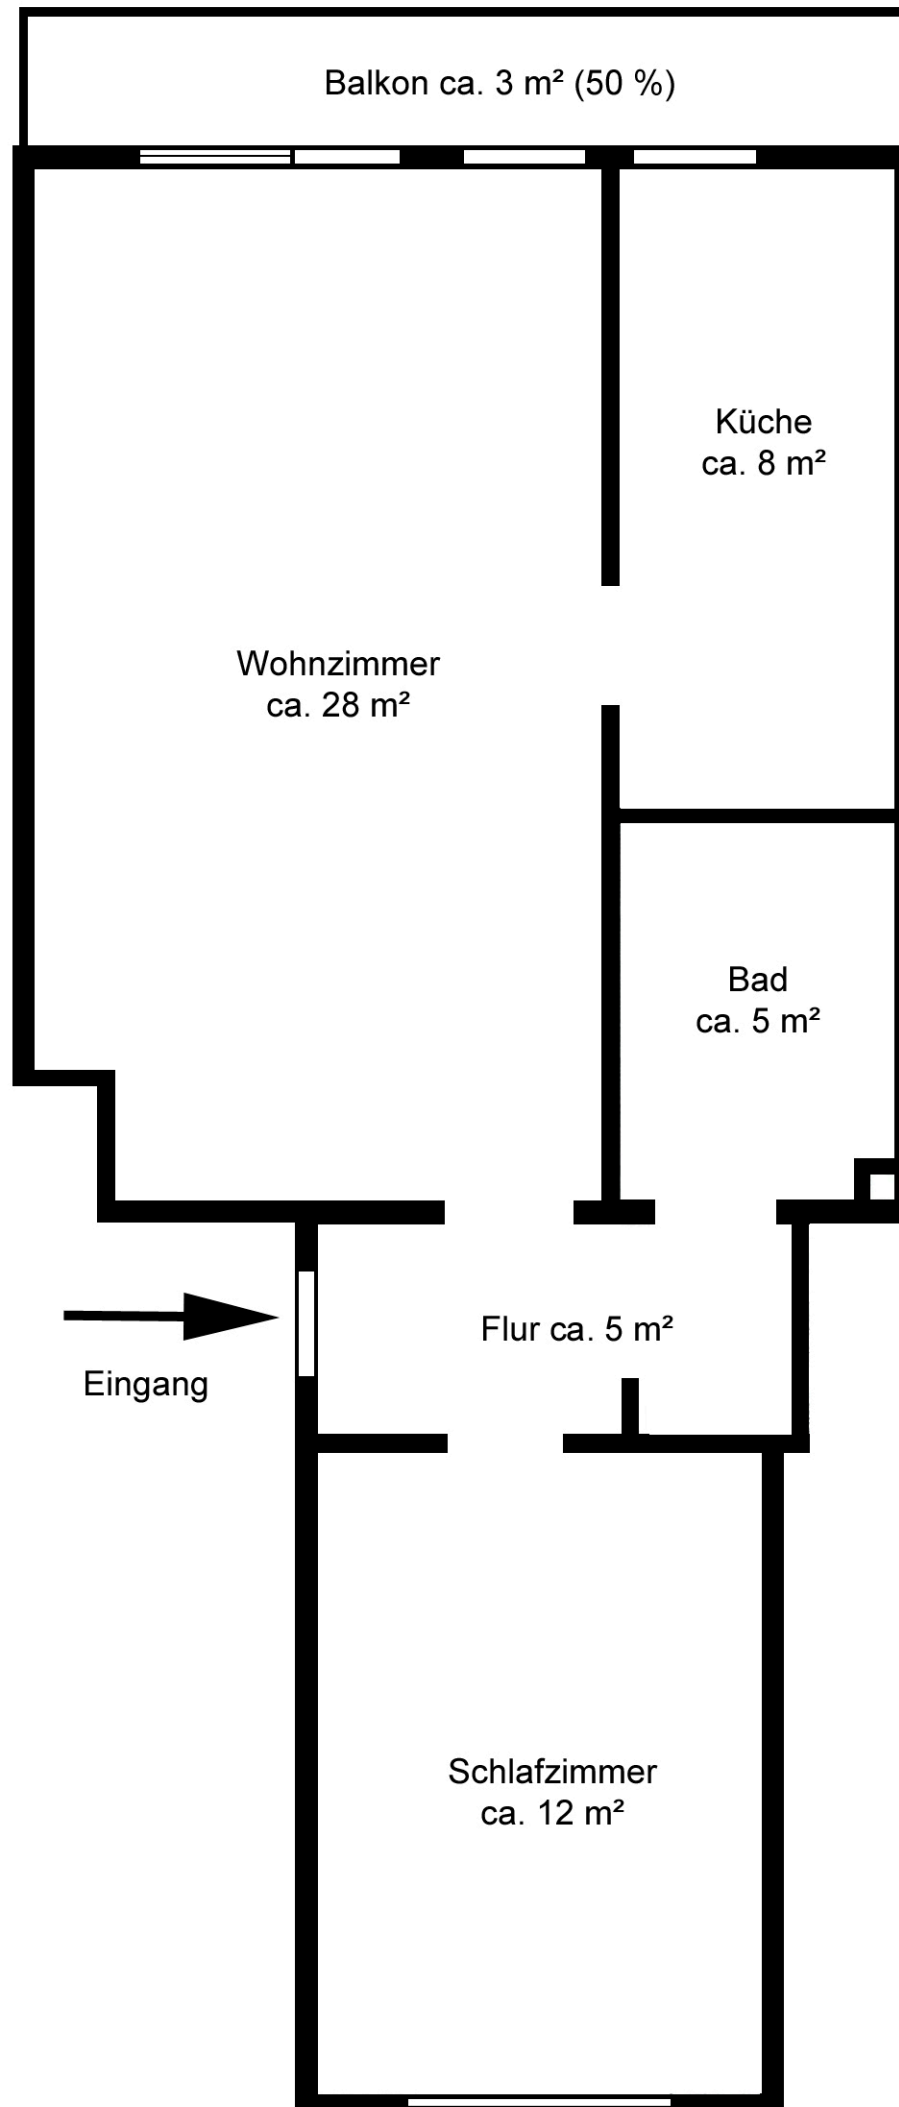 Balkon ca. 3 m² (50 %)
Küche
ca. 8 m²
Wohnzimmer
ca. 28 m²
Bad
ca. 5 m²
Flur ca. 5 m²
Eingang
Schlafzimmer
ca. 12 m²